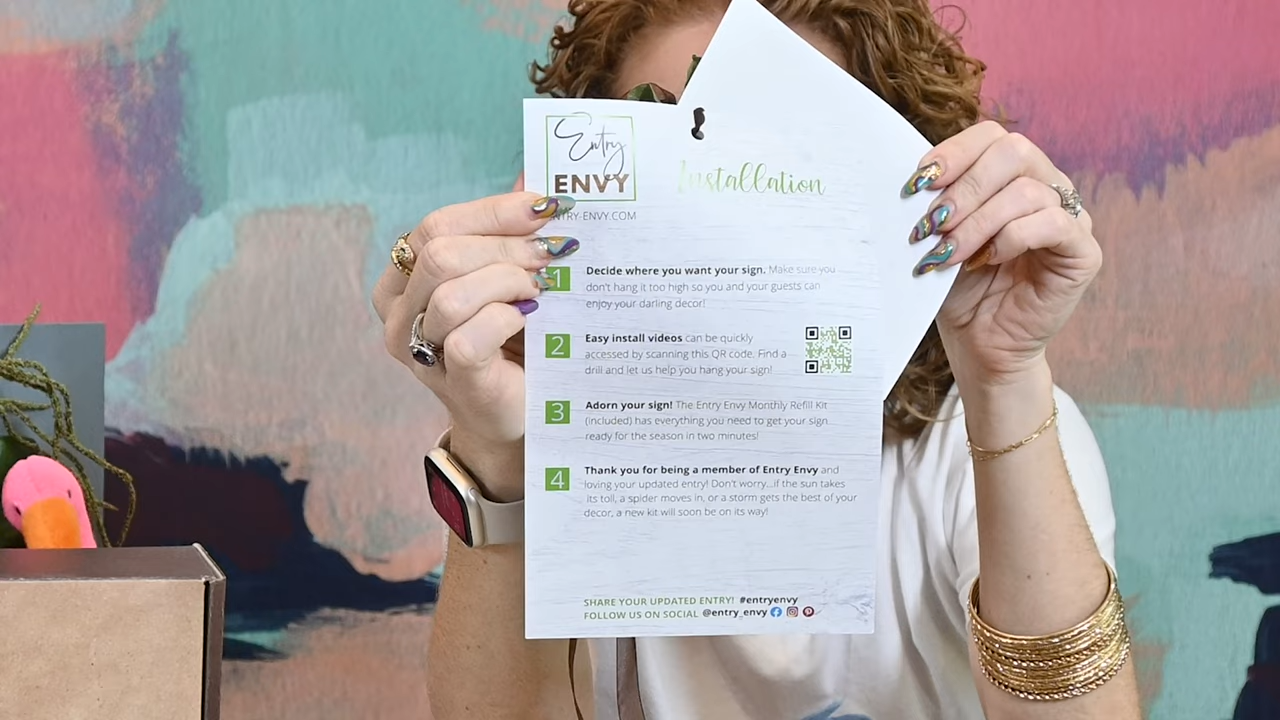 Entry
ENVY
Installation
ENTRY-ENVY.COM
1 Decide where you want your sign. Make sure you
don't hang it too high so you and your guests can
enjoy your darling decor!
2 Easy install videos can be quickly
accessed by scanning this QR code. Find a
drill and let us help you hang your sign!
3 Adorn your sign! The Entry Envy Monthly Refill Kit
(included) has everything you need to get your sign
ready for the season in two minutes!
4 Thank you for being a member of Entry Envy and
loving your updated entry! Don't worry...if the sun takes
its toll, a spider moves in, or a storm gets the best of your
decor, a new kit will soon be on its way!
SHARE YOUR UPDATED ENTRY! #entryenvy
FOLLOW US ON SOCIAL @entry_envy